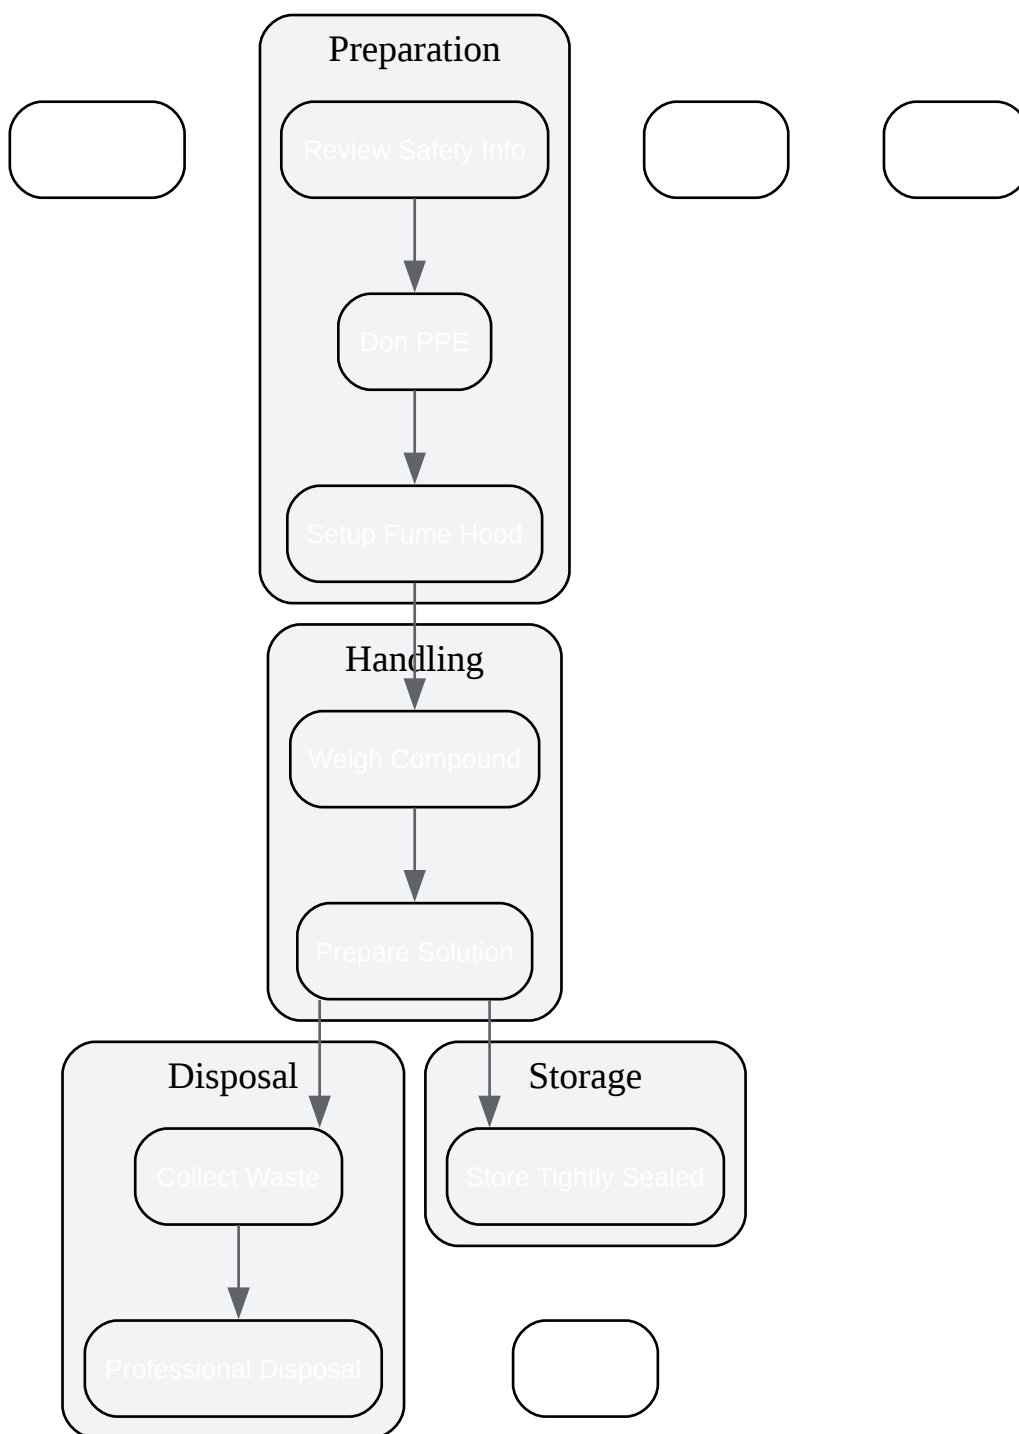 Preparation
Review Safety Info
Don PPE
Setup Fume Hood
Handling
Weigh Compound
Prepare Solution
Disposal
Storage
Collect Waste
Store Tightly Sealed
Professional Disposal